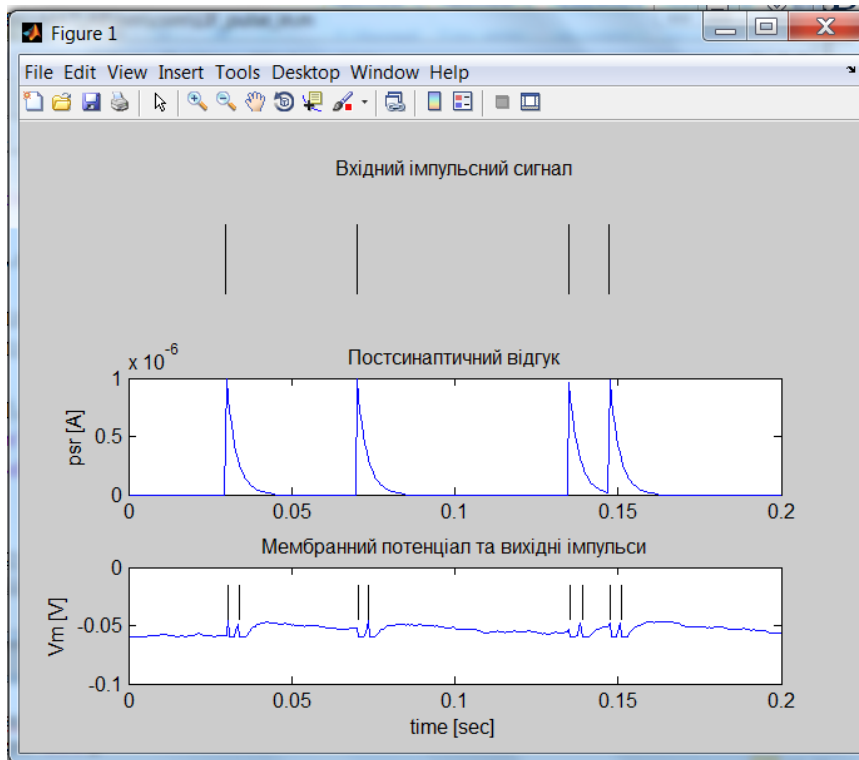 Figure 1
File Edit View Insert Tools Desktop Window Help
Вхідний імпульсний сигнал
x 10^-6
Постсинаптичний відгук
1
0.5
0
psr [A]
0 0.05 0.1 0.15 0.2
Мембранний потенціал та вихідні імпульси
0
-0.05
-0.1
Vm [V]
0 0.05 0.1 0.15 0.2
time [sec]